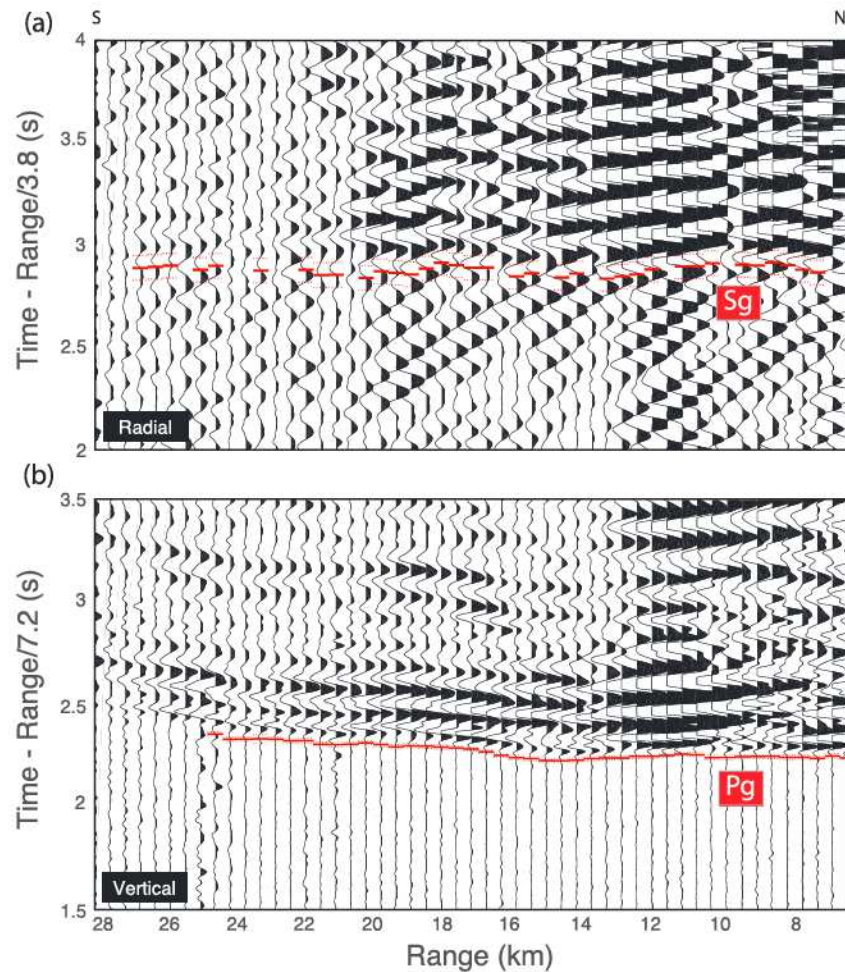 (a)
S
N
Time - Range/3.8 (s)
4
3.5
3
2.5
2
Sg
Radial
(b)
Time - Range/7.2 (s)
3.5
3
2.5
2
1.5
Pg
Vertical
28 26 24 22 20 18 16 14 12 10 8
Range (km)